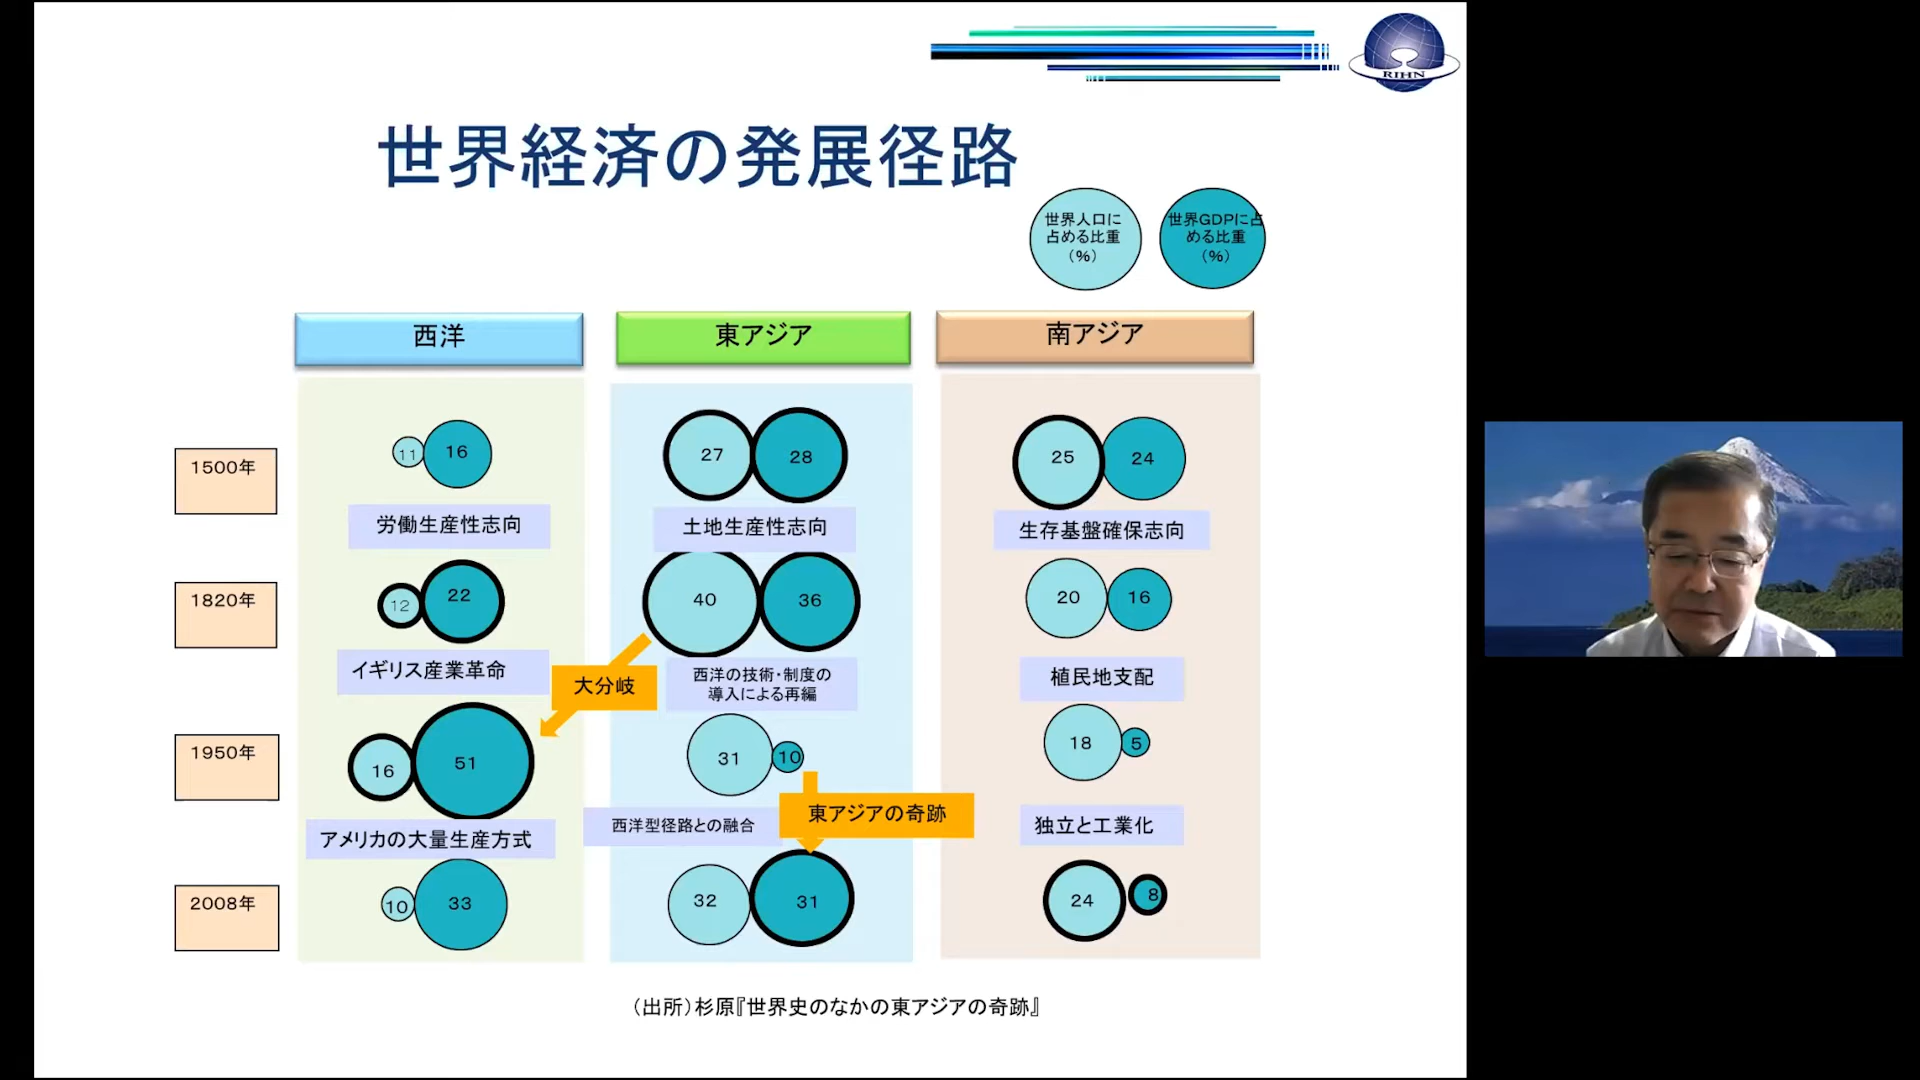 RIHN
世界経済の発展径路
世界人口に
占める比重
（%）
世界GDPに占
める比重
（%）
西洋
東アジア
南アジア
1500年
11
16
27
28
25
24
労働生産性志向
土地生産性志向
生存基盤確保志向
1820年
12
22
40
36
20
16
イギリス産業革命
大分岐
西洋の技術・制度の
導入による再編
植民地支配
1950年
16
51
31
10
18
5
アメリカの大量生産方式
西洋型径路との融合
東アジアの奇跡
独立と工業化
2008年
10
33
32
31
24
8
（出所）杉原『世界史のなかの東アジアの奇跡』